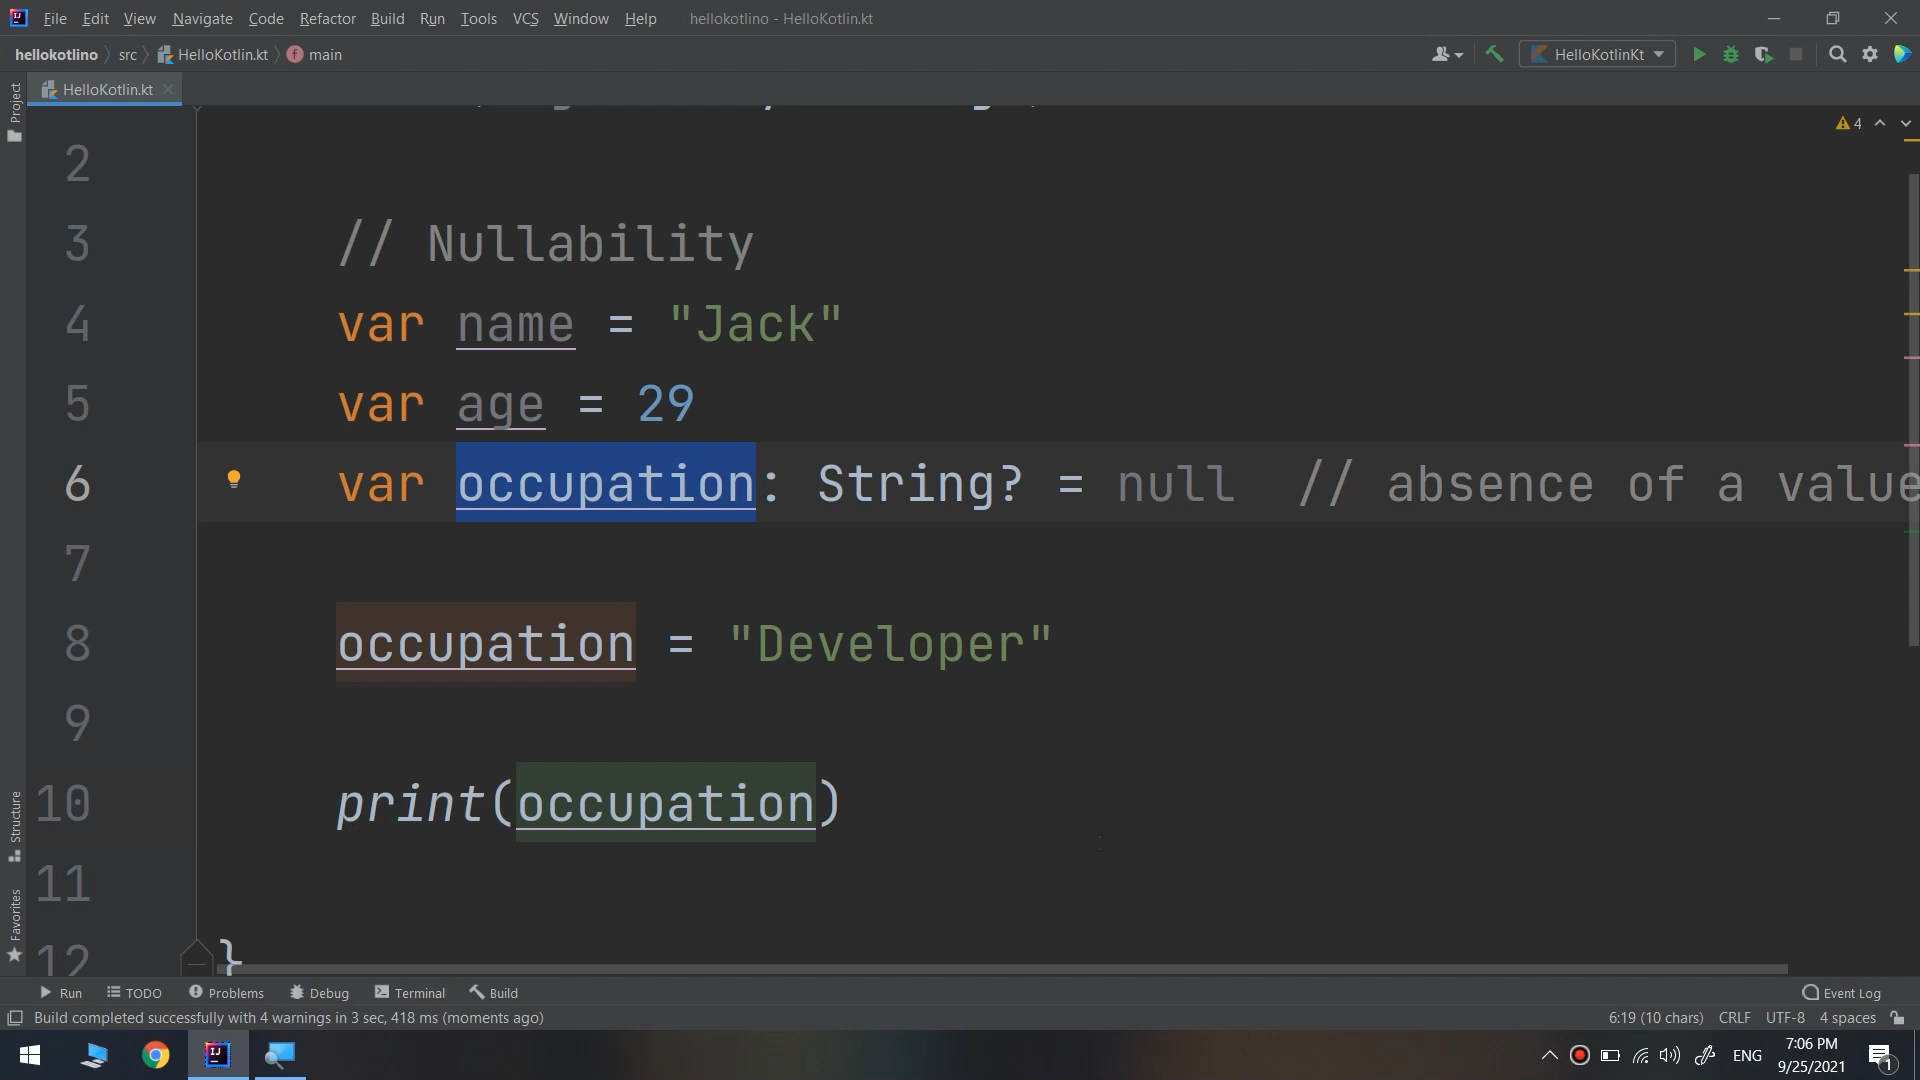 File Edit View Navigate Code Refactor Build Run Tools VCS Window Help hellokotlino - HelloKotlin.kt
hellokotlino src HelloKotlin.kt main HelloKotlinKt
Project
HelloKotlin.kt
4
2
3 // Nullability
4 var name = "Jack"
5 var age = 29
6 var occupation: String? = null // absence of a value
7
8 occupation = "Developer"
9
10 print(occupation)
11
12 }
Structure
Favorites
Run TODO Problems Debug Terminal Build Event Log
Build completed successfully with 4 warnings in 3 sec, 418 ms (moments ago) 6:19 (10 chars) CRLF UTF-8 4 spaces
ENG 7:06 PM
9/25/2021 1